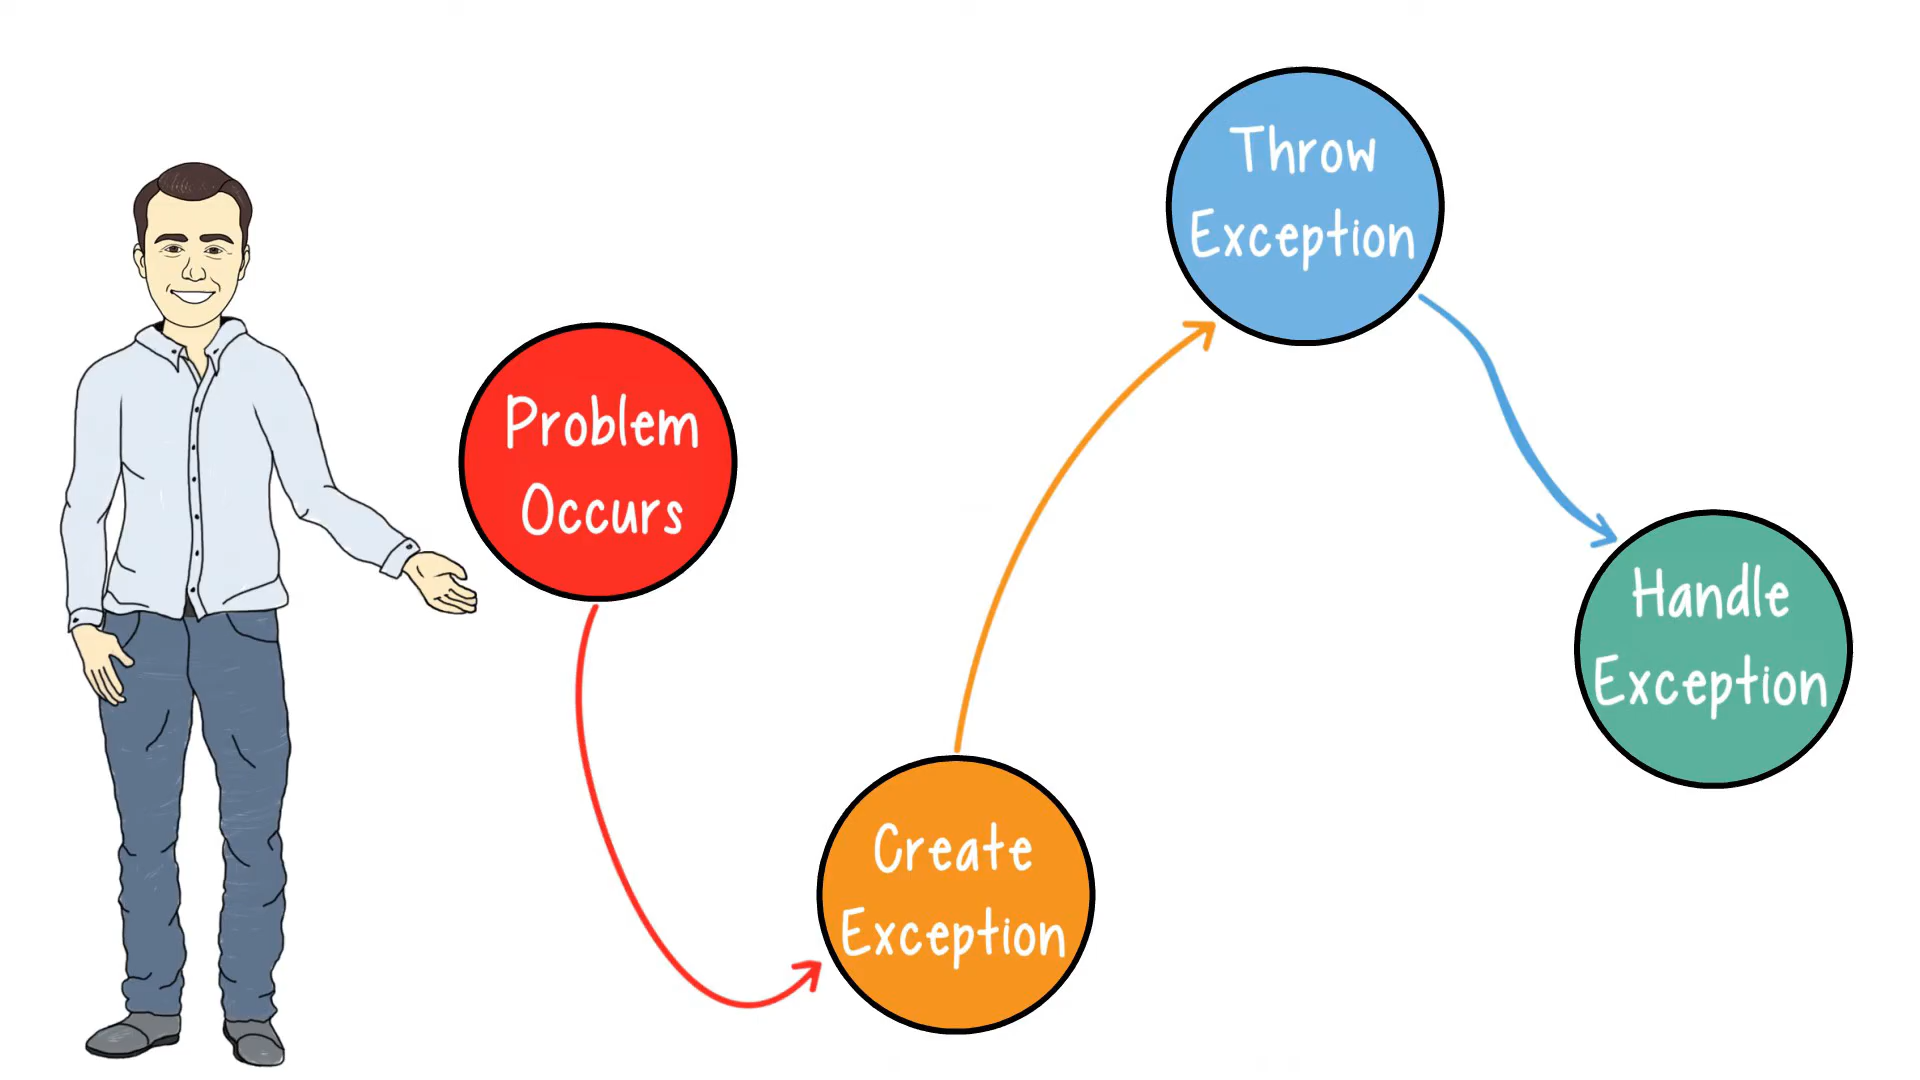 Problem
Occurs
Create
Exception
Throw
Exception
Handle
Exception